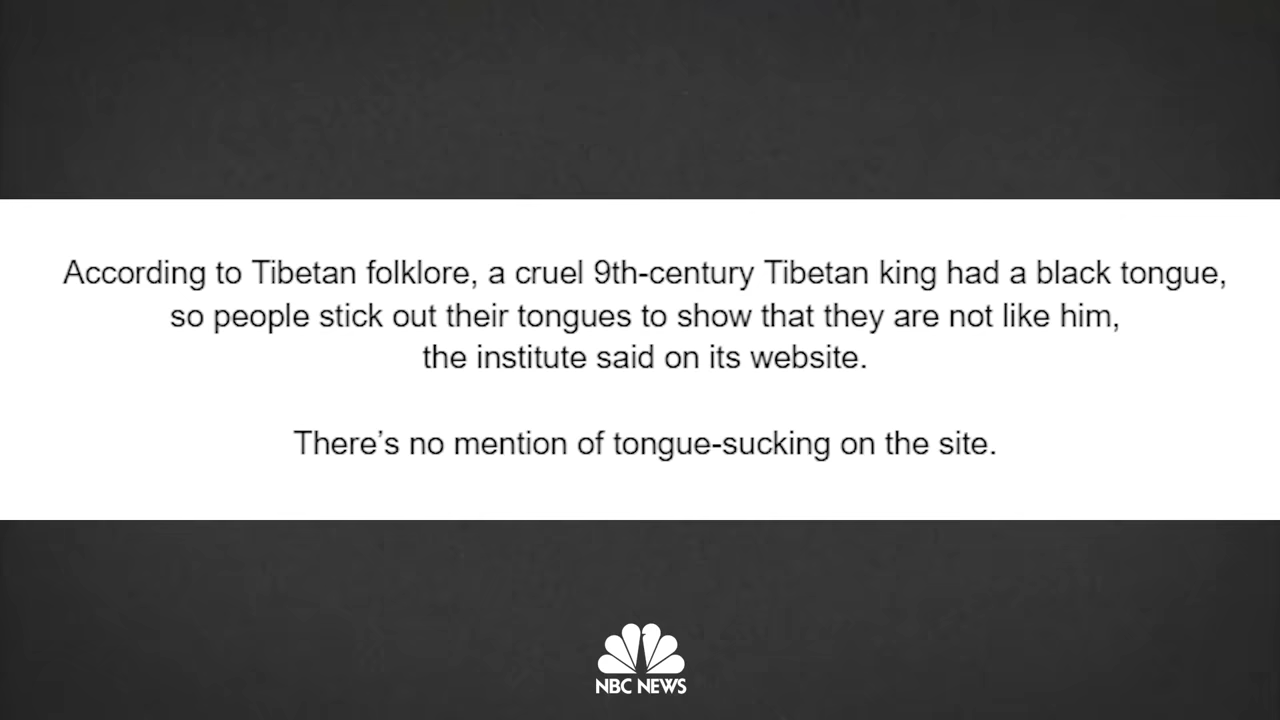 According to Tibetan folklore, a cruel 9th-century Tibetan king had a black tongue,
so people stick out their tongues to show that they are not like him,
the institute said on its website.
There’s no mention of tongue-sucking on the site.
NBC NEWS